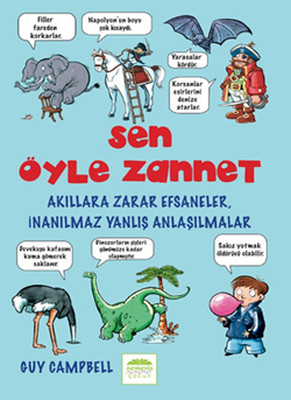 Filler
fareden
korkarlar.
Napolyon'un boyu
çok kısaydı.
Yarasalar
kördür.
Korsanlar
esirlerini
denize
atarlar.
Sen
Öyle Zannet
AKILLARA ZARAR EFSANELER,
İNANILMAZ YANLIŞ ANLAŞILMALAR
Devekuşu kafasını
kuma gömerek
saklanır.
Dinozorların
günümüze kadar
ulaşmıştır.
Sakız yutmak
öldürücü olabilir.
GUY CAMPBELL
nemesis
ÇOCUK